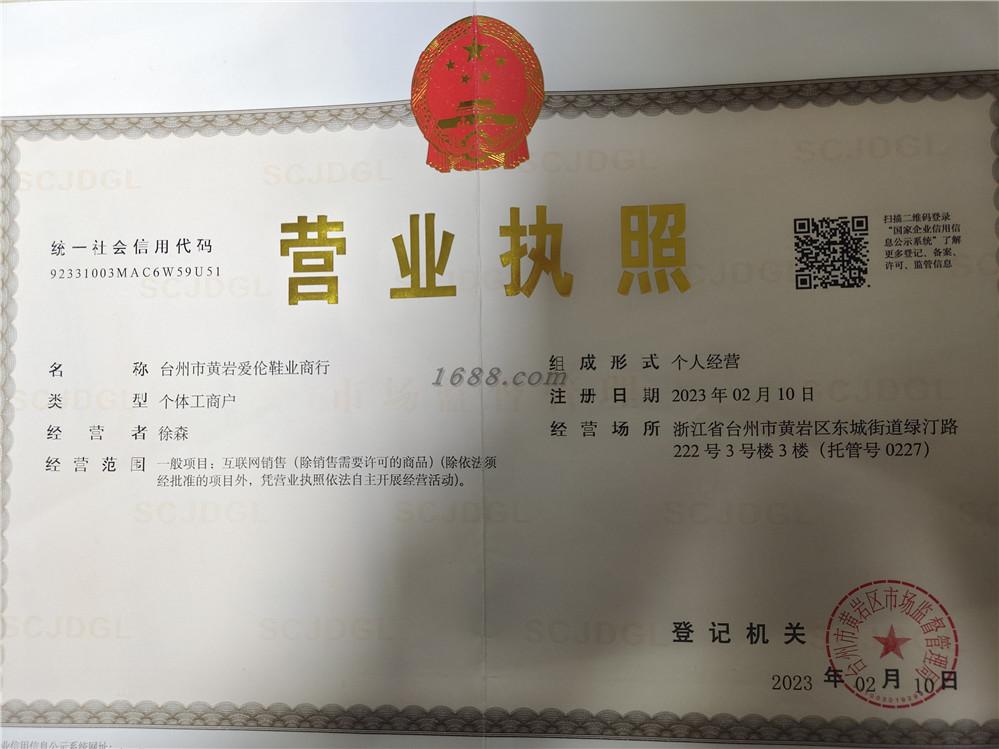 营业执照
统一社会信用代码
92331003MAC6W59U51
扫描二维码登录
“国家企业信用信
息公示系统”了解
更多登记、备案、
许可、监管信息
名称 台州市黄岩爱伦鞋业商行
类型 个体工商户
经营者 徐森
经营范围 一般项目：互联网销售（除销售需要许可的商品）（除依法须
经批准的项目外，凭营业执照依法自主开展经营活动）。
组成形式 个人经营
注册日期 2023年02月10日
经营场所 浙江省台州市黄岩区东城街道绿汀路
222号3号楼3楼（托管号0227）
1688.com
SCJDGL
SCJDGL
SCJDGL
SCJDGL
SCJDGL
SCJDGL
SCJDGL
SCJDGL
SCJDGL
登记机关
台州市黄岩区市场监督管理局
2023年02月10日